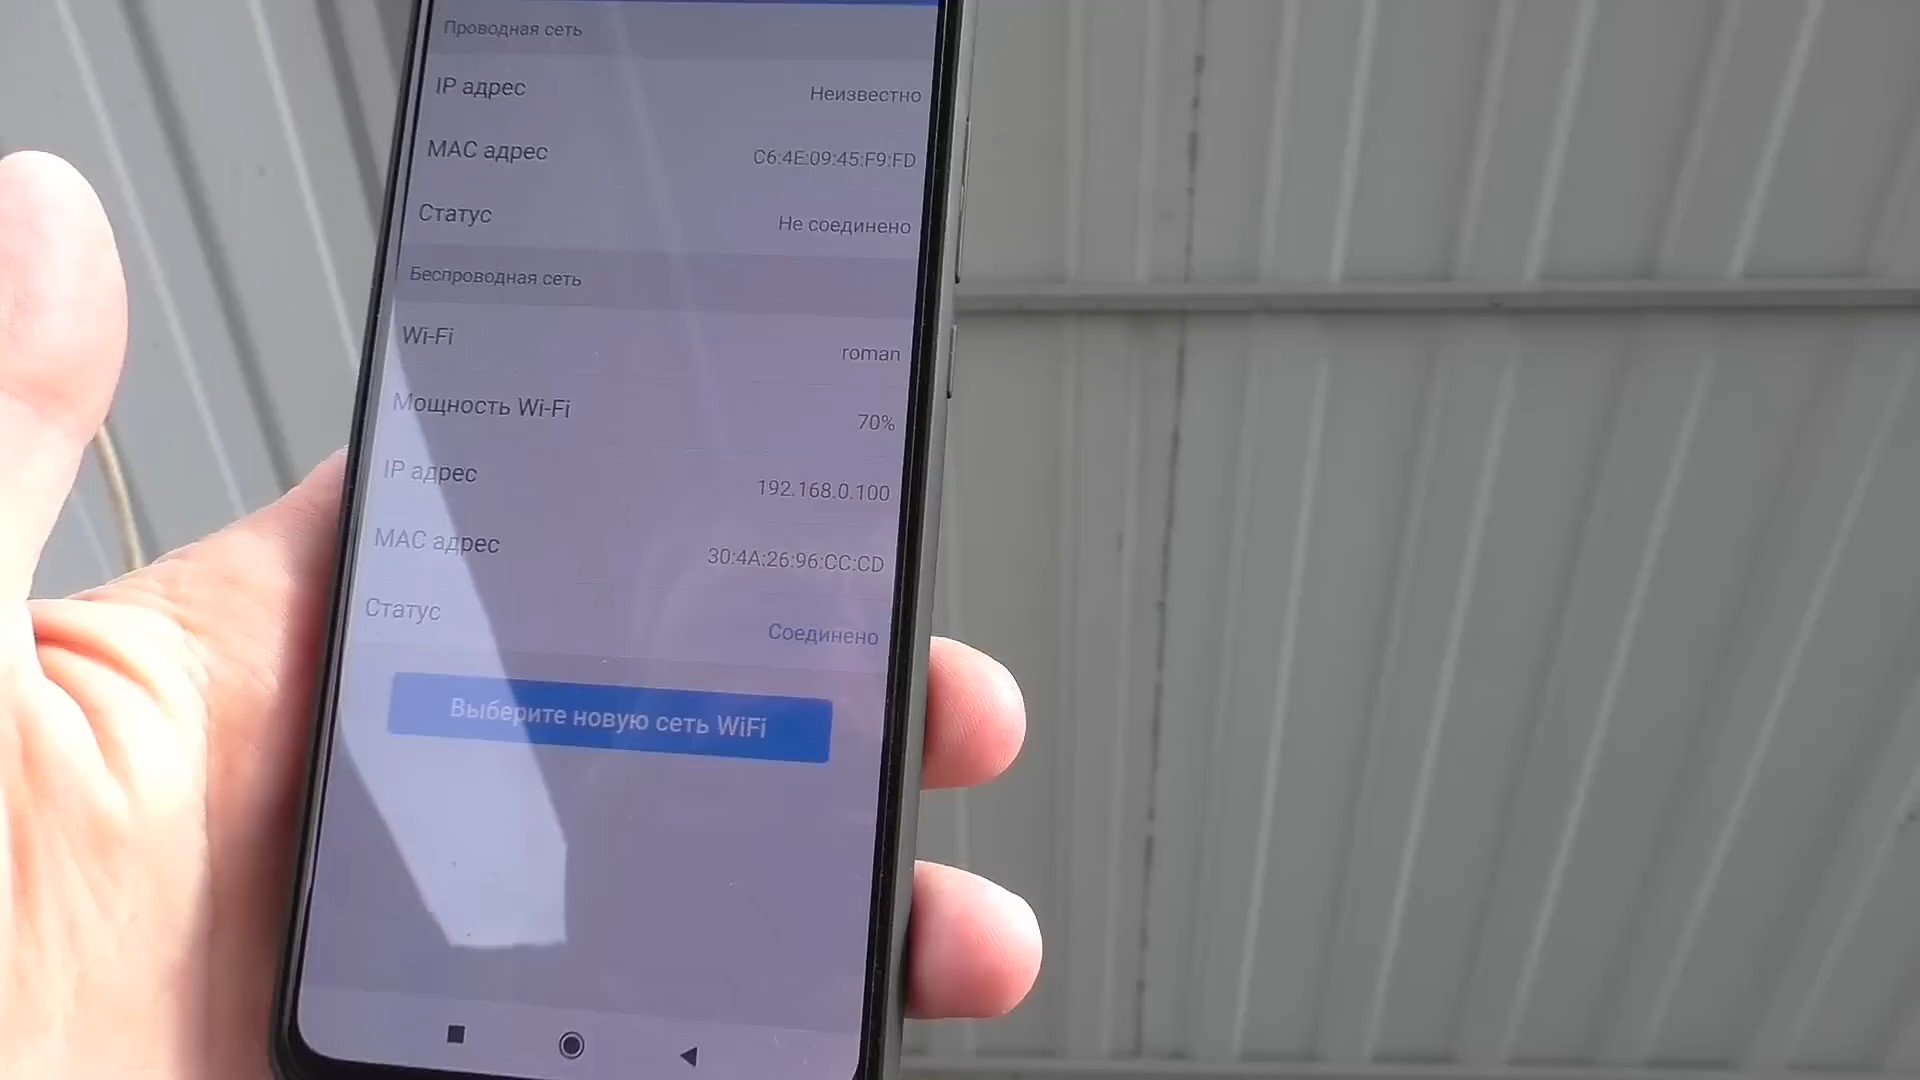 Проводная сеть
IP адрес Неизвестно
MAC адрес C6:4E:09:45:F9:FD
Статус Не соединено
Беспроводная сеть
Wi-Fi roman
Мощность Wi-Fi 70%
IP адрес 192.168.0.100
MAC адрес 30:4A:26:96:CC:CD
Статус Соединено
Выберите новую сеть WiFi